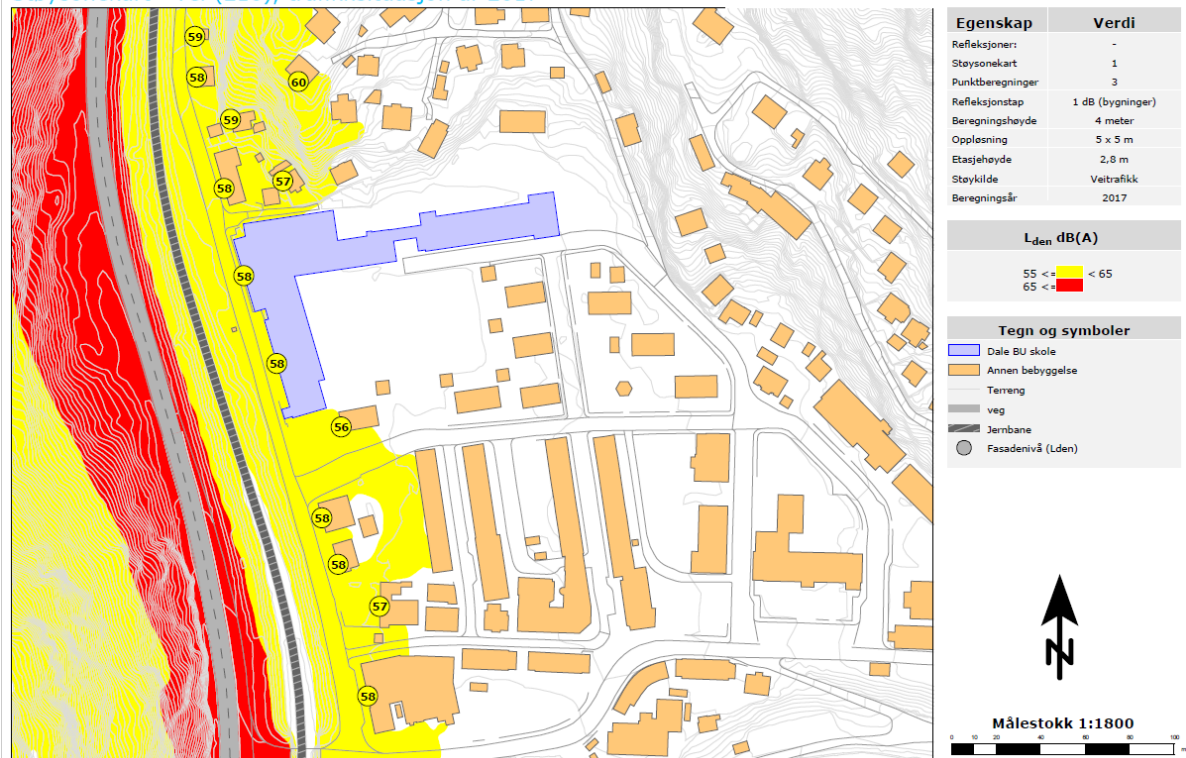 59
58
60
59
58
57
58
58
56
58
58
57
58
Egenskap Verdi
Refleksjoner: -
Støysonekart 1
Punktberegninger 3
Refleksjonstap 1 dB (bygninger)
Beregningshøyde 4 meter
Oppløsning 5 x 5 m
Etasjehøyde 2,8 m
Støykilde Veitrafikk
Beregningsår 2017
Lden dB(A)
55 <= < 65
65 <=
Tegn og symboler
Dale BU skole
Annen bebyggelse
Terreng
veg
Jernbane
Fasadenivå (Lden)
N
Målestokk 1:1800
0 10 20 40 60 80 100
m